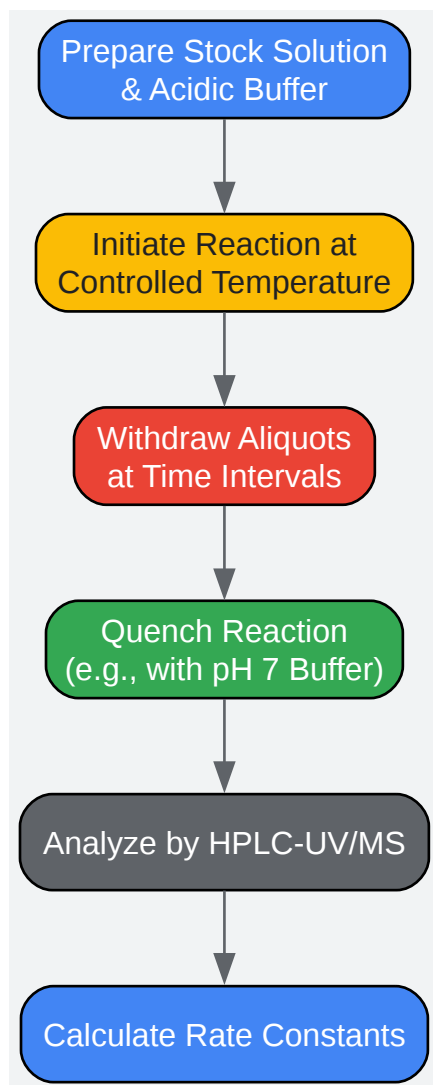 Prepare Stock Solution
& Acidic Buffer
Initiate Reaction at
Controlled Temperature
Withdraw Aliquots
at Time Intervals
Quench Reaction
(e.g., with pH 7 Buffer)
Analyze by HPLC-UV/MS
Calculate Rate Constants